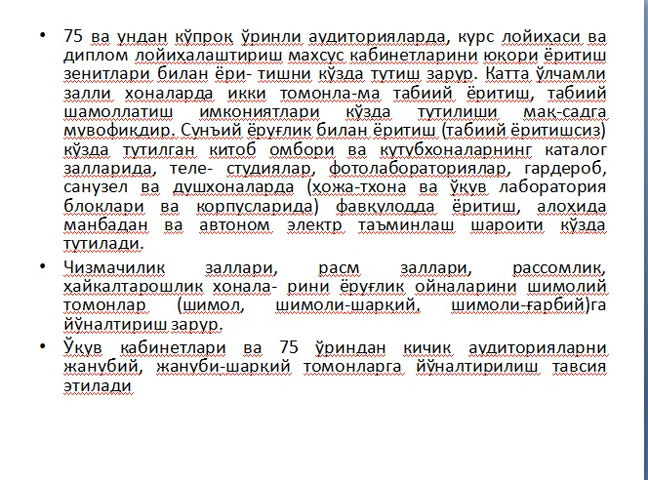 • 75 ва ундан кўпроқ ўринли аудиторияларда, курс лойиҳаси ва
диплом лойиҳалаштириш махсус кабинетларини юқори ёритиш
зенитлари билан ёри- тишни кўзда тутиш зарур. Катта ўлчамли
залли хоналарда икки томонла-ма табиий ёритиш, табиий
шамоллатиш имкониятлари кўзда тутилиши мақ-садга
мувофиқдир. Сунъий ёруғлик билан ёритиш (табиий ёритишсиз)
кўзда тутилган китоб омбори ва кутубхоналарнинг каталог
залларида, теле- студиялар, фотолабораториялар, гардероб,
санузел ва душхоналарда (ҳожа-тхона ва ўқув лаборатория
блоклари ва корпусларида) фавқулодда ёритиш, алоҳида
манбадан ва автоном электр таъминлаш шароити кўзда
тутилади.
• Чизмачилик заллари, расм заллари, рассомлик,
ҳайкалтарошлик хонала- рини ёруғлик ойналарини шимолий
томонлар (шимол, шимоли-шарқий, шимоли-ғарбий)га
йўналтириш зарур.
• Ўқув кабинетлари ва 75 ўриндан кичик аудиторияларни
жанубий, жануби-шарқий томонларга йўналтирилиш тавсия
этилади